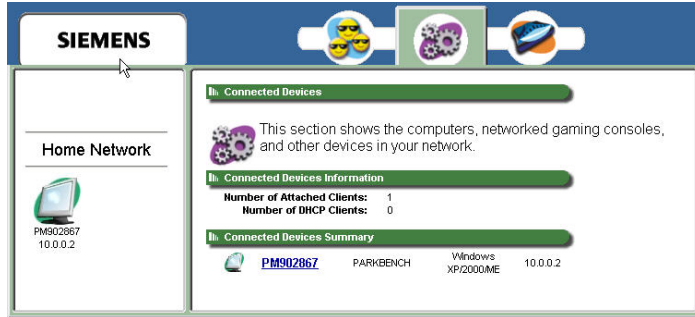 SIEMENS
Home Network
PM902867
10.0.0.2
Connected Devices
This section shows the computers, networked gaming consoles,
and other devices in your network.
Connected Devices Information
Number of Attached Clients: 1
Number of DHCP Clients: 0
Connected Devices Summary
PM902867 PARKBENCH Windows XP/2000/ME 10.0.0.2